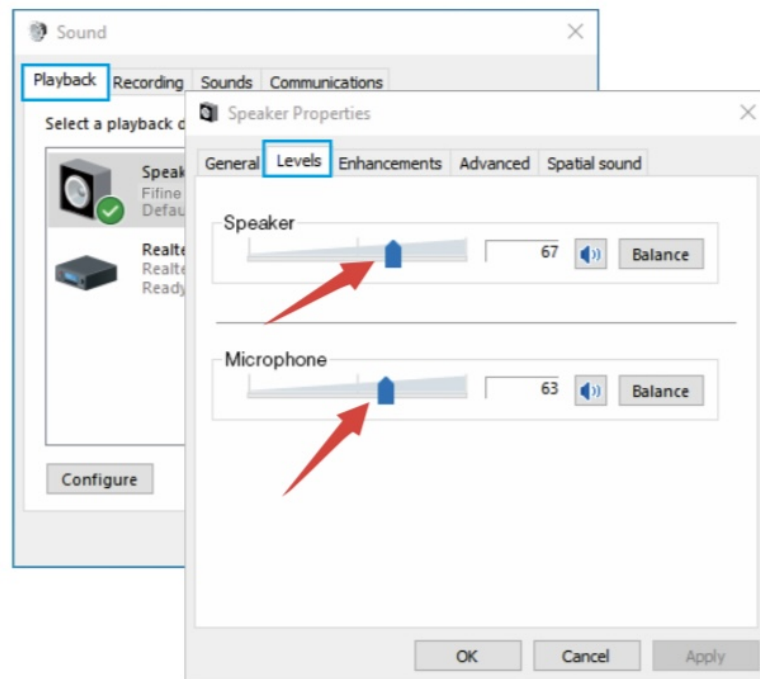 Sound
Playback Recording Sounds Communications
Select a playback d
Speak
Fifine
Defau
Realte
Realte
Ready
Configure
Speaker Properties
General Levels Enhancements Advanced Spatial sound
Speaker
67 Balance
Microphone
63 Balance
OK Cancel Apply